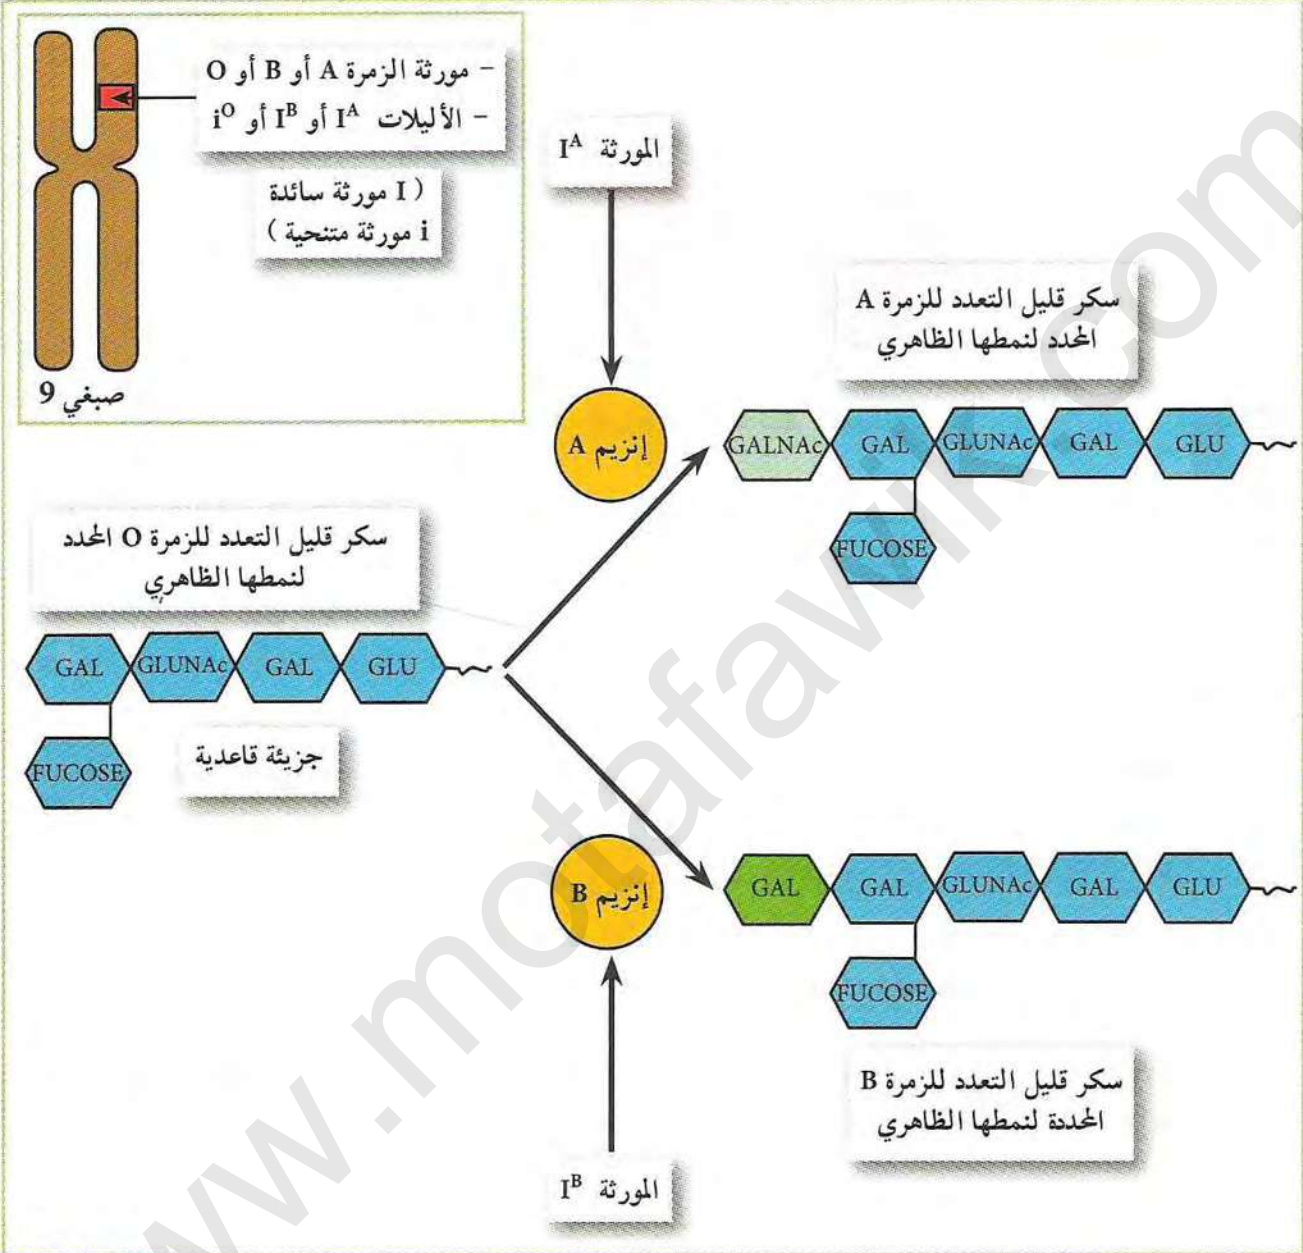 - مورثة الزمرة A أو B أو O
- الأليلات I^A أو I^B أو i^O
( I مورثة سائدة
i مورثة متنحية )
صبغي 9
المورثة I^A
سكر قليل التعدد للزمرة A
المحدد لنمطها الظاهري
إنزيم A
GALNAc GAL GLUNAc GAL GLU
FUCOSE
سكر قليل التعدد للزمرة O المحدد
لنمطها الظاهري
GAL GLUNAc GAL GLU
FUCOSE
جزيئة قاعدية
إنزيم B
GAL GAL GLUNAc GAL GLU
FUCOSE
سكر قليل التعدد للزمرة B
المحددة لنمطها الظاهري
المورثة I^B
www.motafawik.com